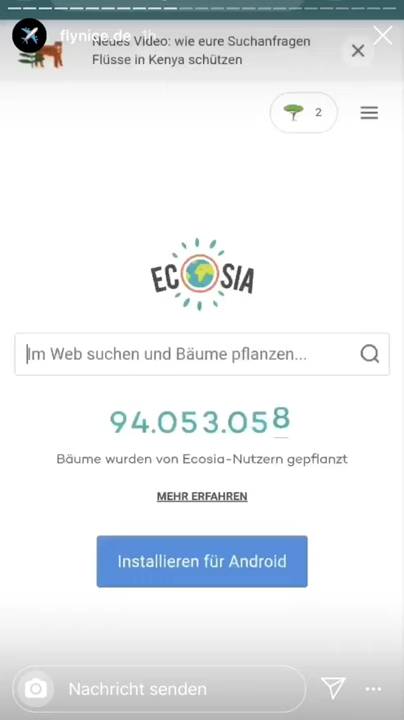 flynice.de 1h
Neues Video: wie eure Suchanfragen
Flüsse in Kenya schützen
2
ECOSIA
Im Web suchen und Bäume pflanzen...
94.053.058
Bäume wurden von Ecosia-Nutzern gepflanzt
MEHR ERFAHREN
Installieren für Android
Nachricht senden